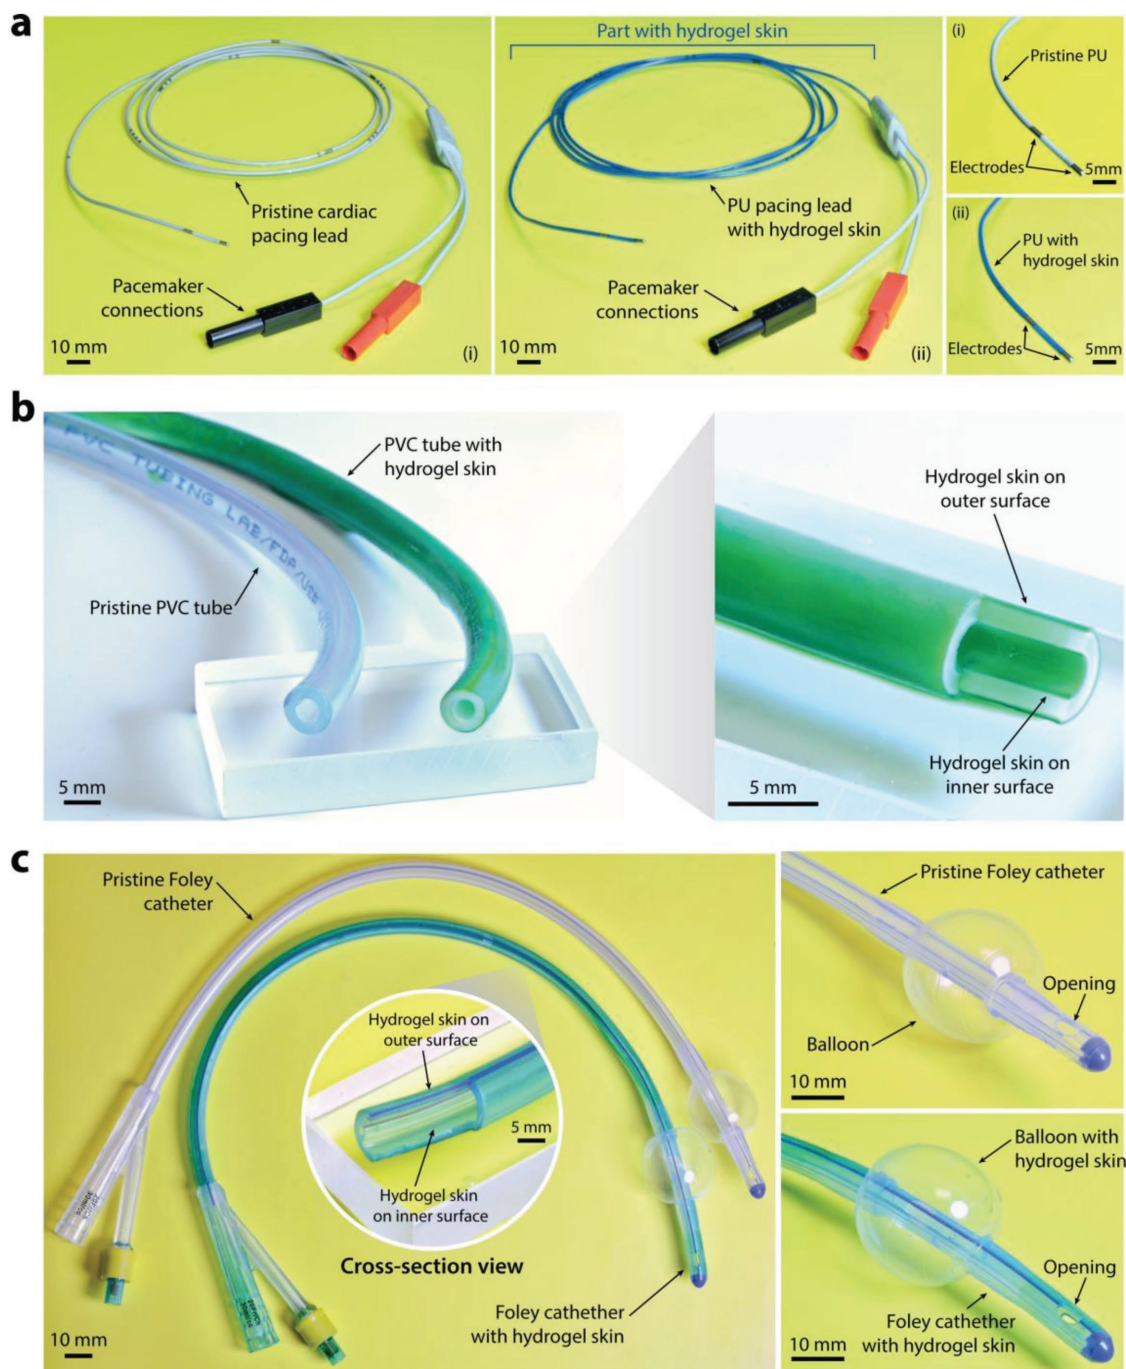 a
Part with hydrogel skin
Pristine cardiac
pacing lead
Pacemaker
connections
10 mm
(i)
PU pacing lead
with hydrogel skin
Pacemaker
connections
10 mm
(ii)
(i)
Pristine PU
Electrodes
5mm
(ii)
PU with
hydrogel skin
Electrodes
5mm
b
PVC TUBING LAB/FDA/USP
PVC tube with
hydrogel skin
Pristine PVC tube
5 mm
Hydrogel skin on
outer surface
Hydrogel skin on
inner surface
5 mm
c
Pristine Foley
catheter
Hydrogel skin on
outer surface
5 mm
Hydrogel skin
on inner surface
Cross-section view
Foley cathether
with hydrogel skin
10 mm
Pristine Foley catheter
Opening
Balloon
10 mm
Balloon with
hydrogel skin
Opening
Foley cathether
with hydrogel skin
10 mm